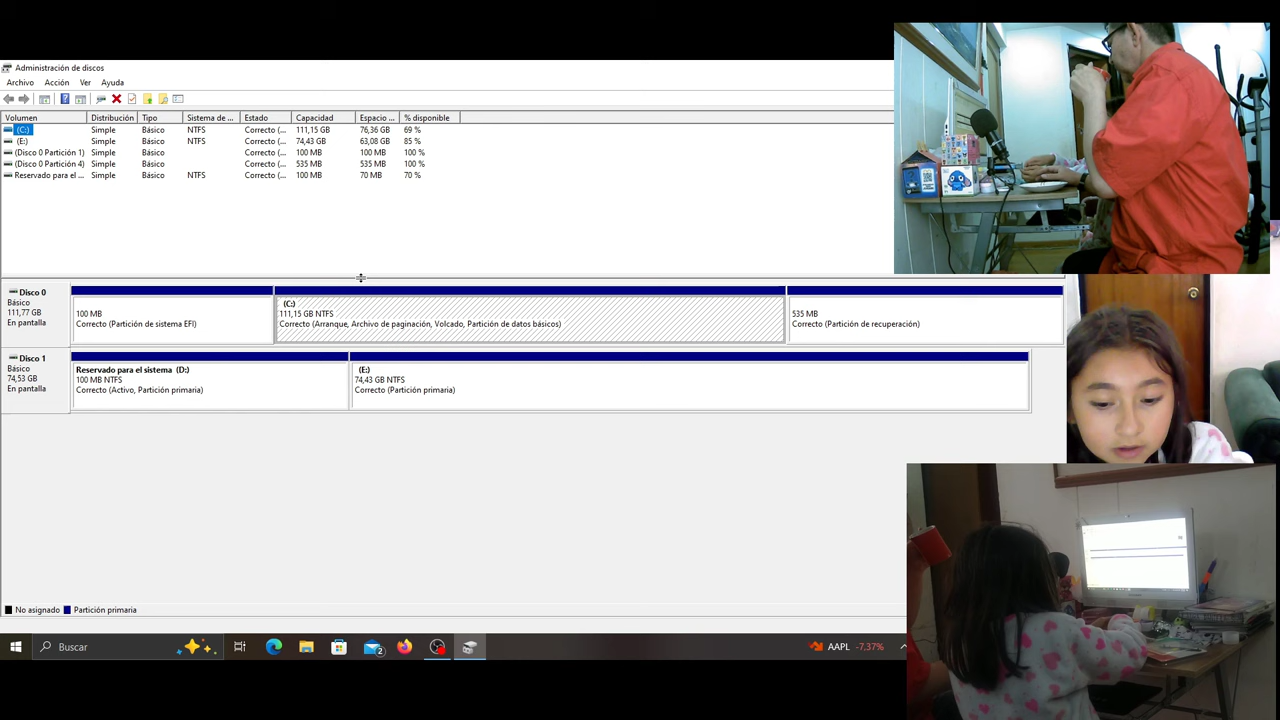 Administración de discos
Archivo Acción Ver Ayuda
Volumen Distribución Tipo Sistema de ... Estado Capacidad Espacio ... % disponible
(C:) Simple Básico NTFS Correcto (... 111,15 GB 76,36 GB 69 %
(E:) Simple Básico NTFS Correcto (... 74,43 GB 63,08 GB 85 %
(Disco 0 Partición 1) Simple Básico Correcto (... 100 MB 100 MB 100 %
(Disco 0 Partición 4) Simple Básico Correcto (... 535 MB 535 MB 100 %
Reservado para el ... Simple Básico NTFS Correcto (... 100 MB 70 MB 70 %
Disco 0
Básico
111,77 GB
En pantalla
100 MB
Correcto (Partición de sistema EFI)
(C:)
111,15 GB NTFS
Correcto (Arranque, Archivo de paginación, Volcado, Partición de datos básicos)
535 MB
Correcto (Partición de recuperación)
Disco 1
Básico
74,53 GB
En pantalla
Reservado para el sistema (D:)
100 MB NTFS
Correcto (Activo, Partición primaria)
(E:)
74,43 GB NTFS
Correcto (Partición primaria)
No asignado Partición primaria
Buscar
2
AAPL -7,37%